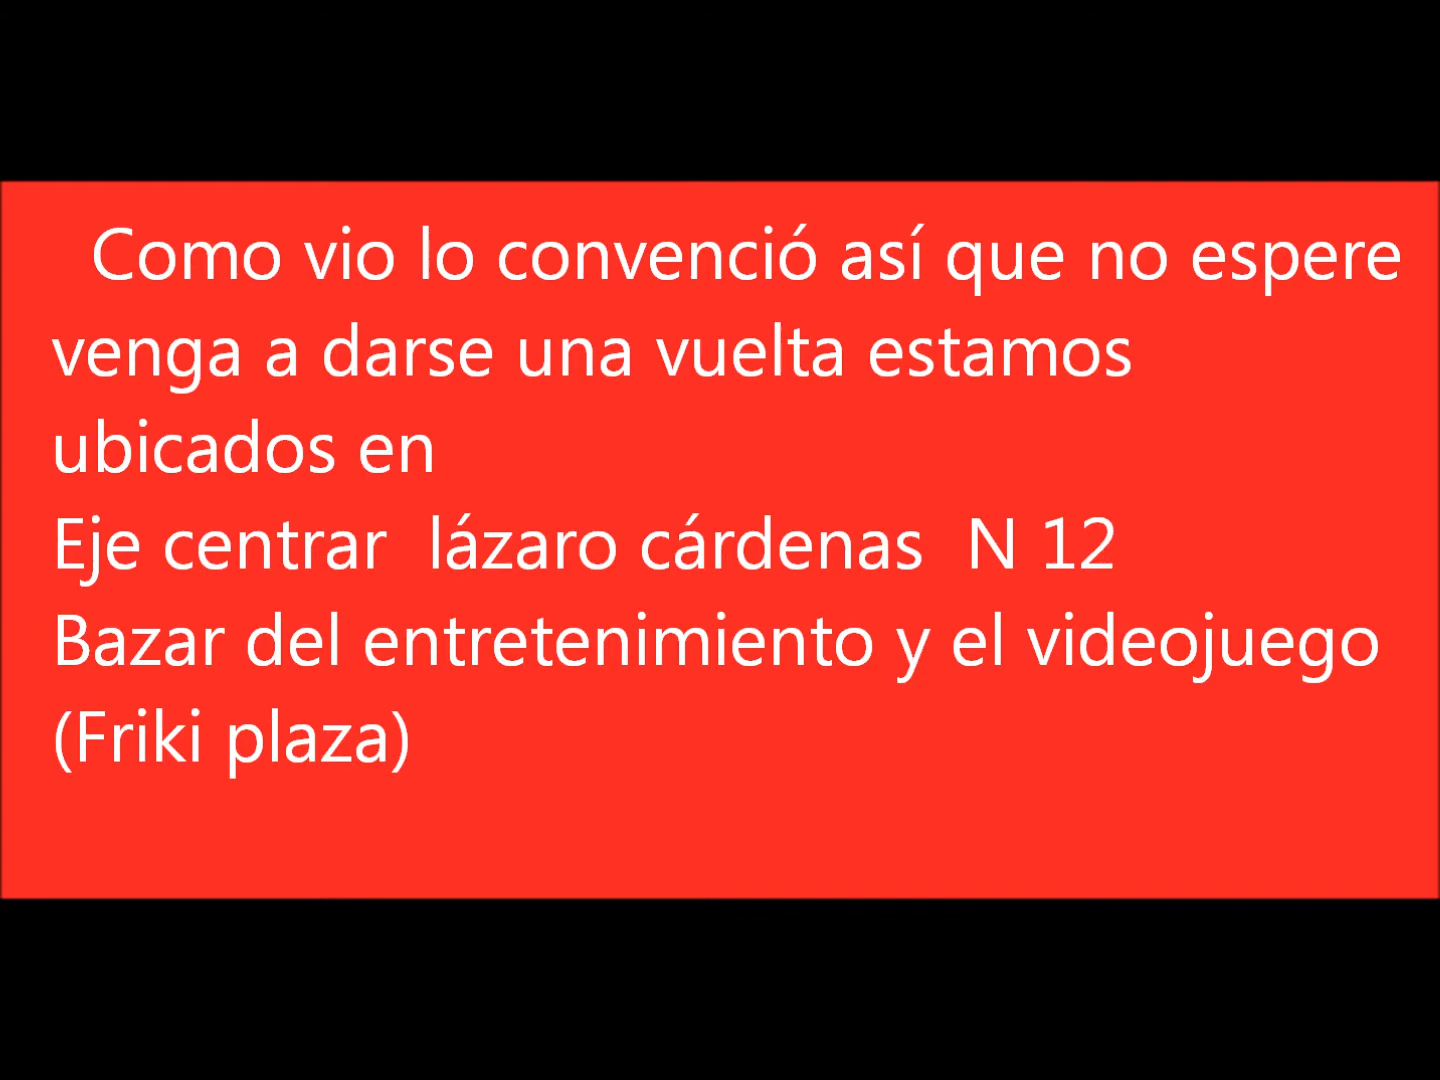 Como vio lo convenció así que no espere
venga a darse una vuelta estamos
ubicados en
Eje centrar  lázaro cárdenas  N 12
Bazar del entretenimiento y el videojuego
(Friki plaza)